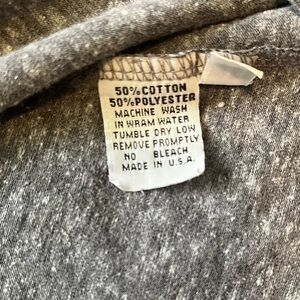 50%COTTON
50%POLYESTER
MACHINE WASH
IN WRAM WATER
TUMBLE DRY LOW
REMOVE PROMPTLY
NO BLEACH
MADE IN U.S.A.